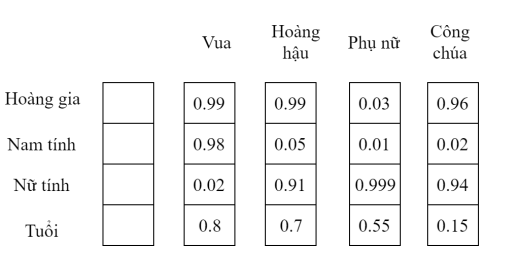 Vua Hoàng hậu Phụ nữ Công chúa
Hoàng gia 0.99 0.99 0.03 0.96
Nam tính 0.98 0.05 0.01 0.02
Nữ tính 0.02 0.91 0.999 0.94
Tuổi 0.8 0.7 0.55 0.15